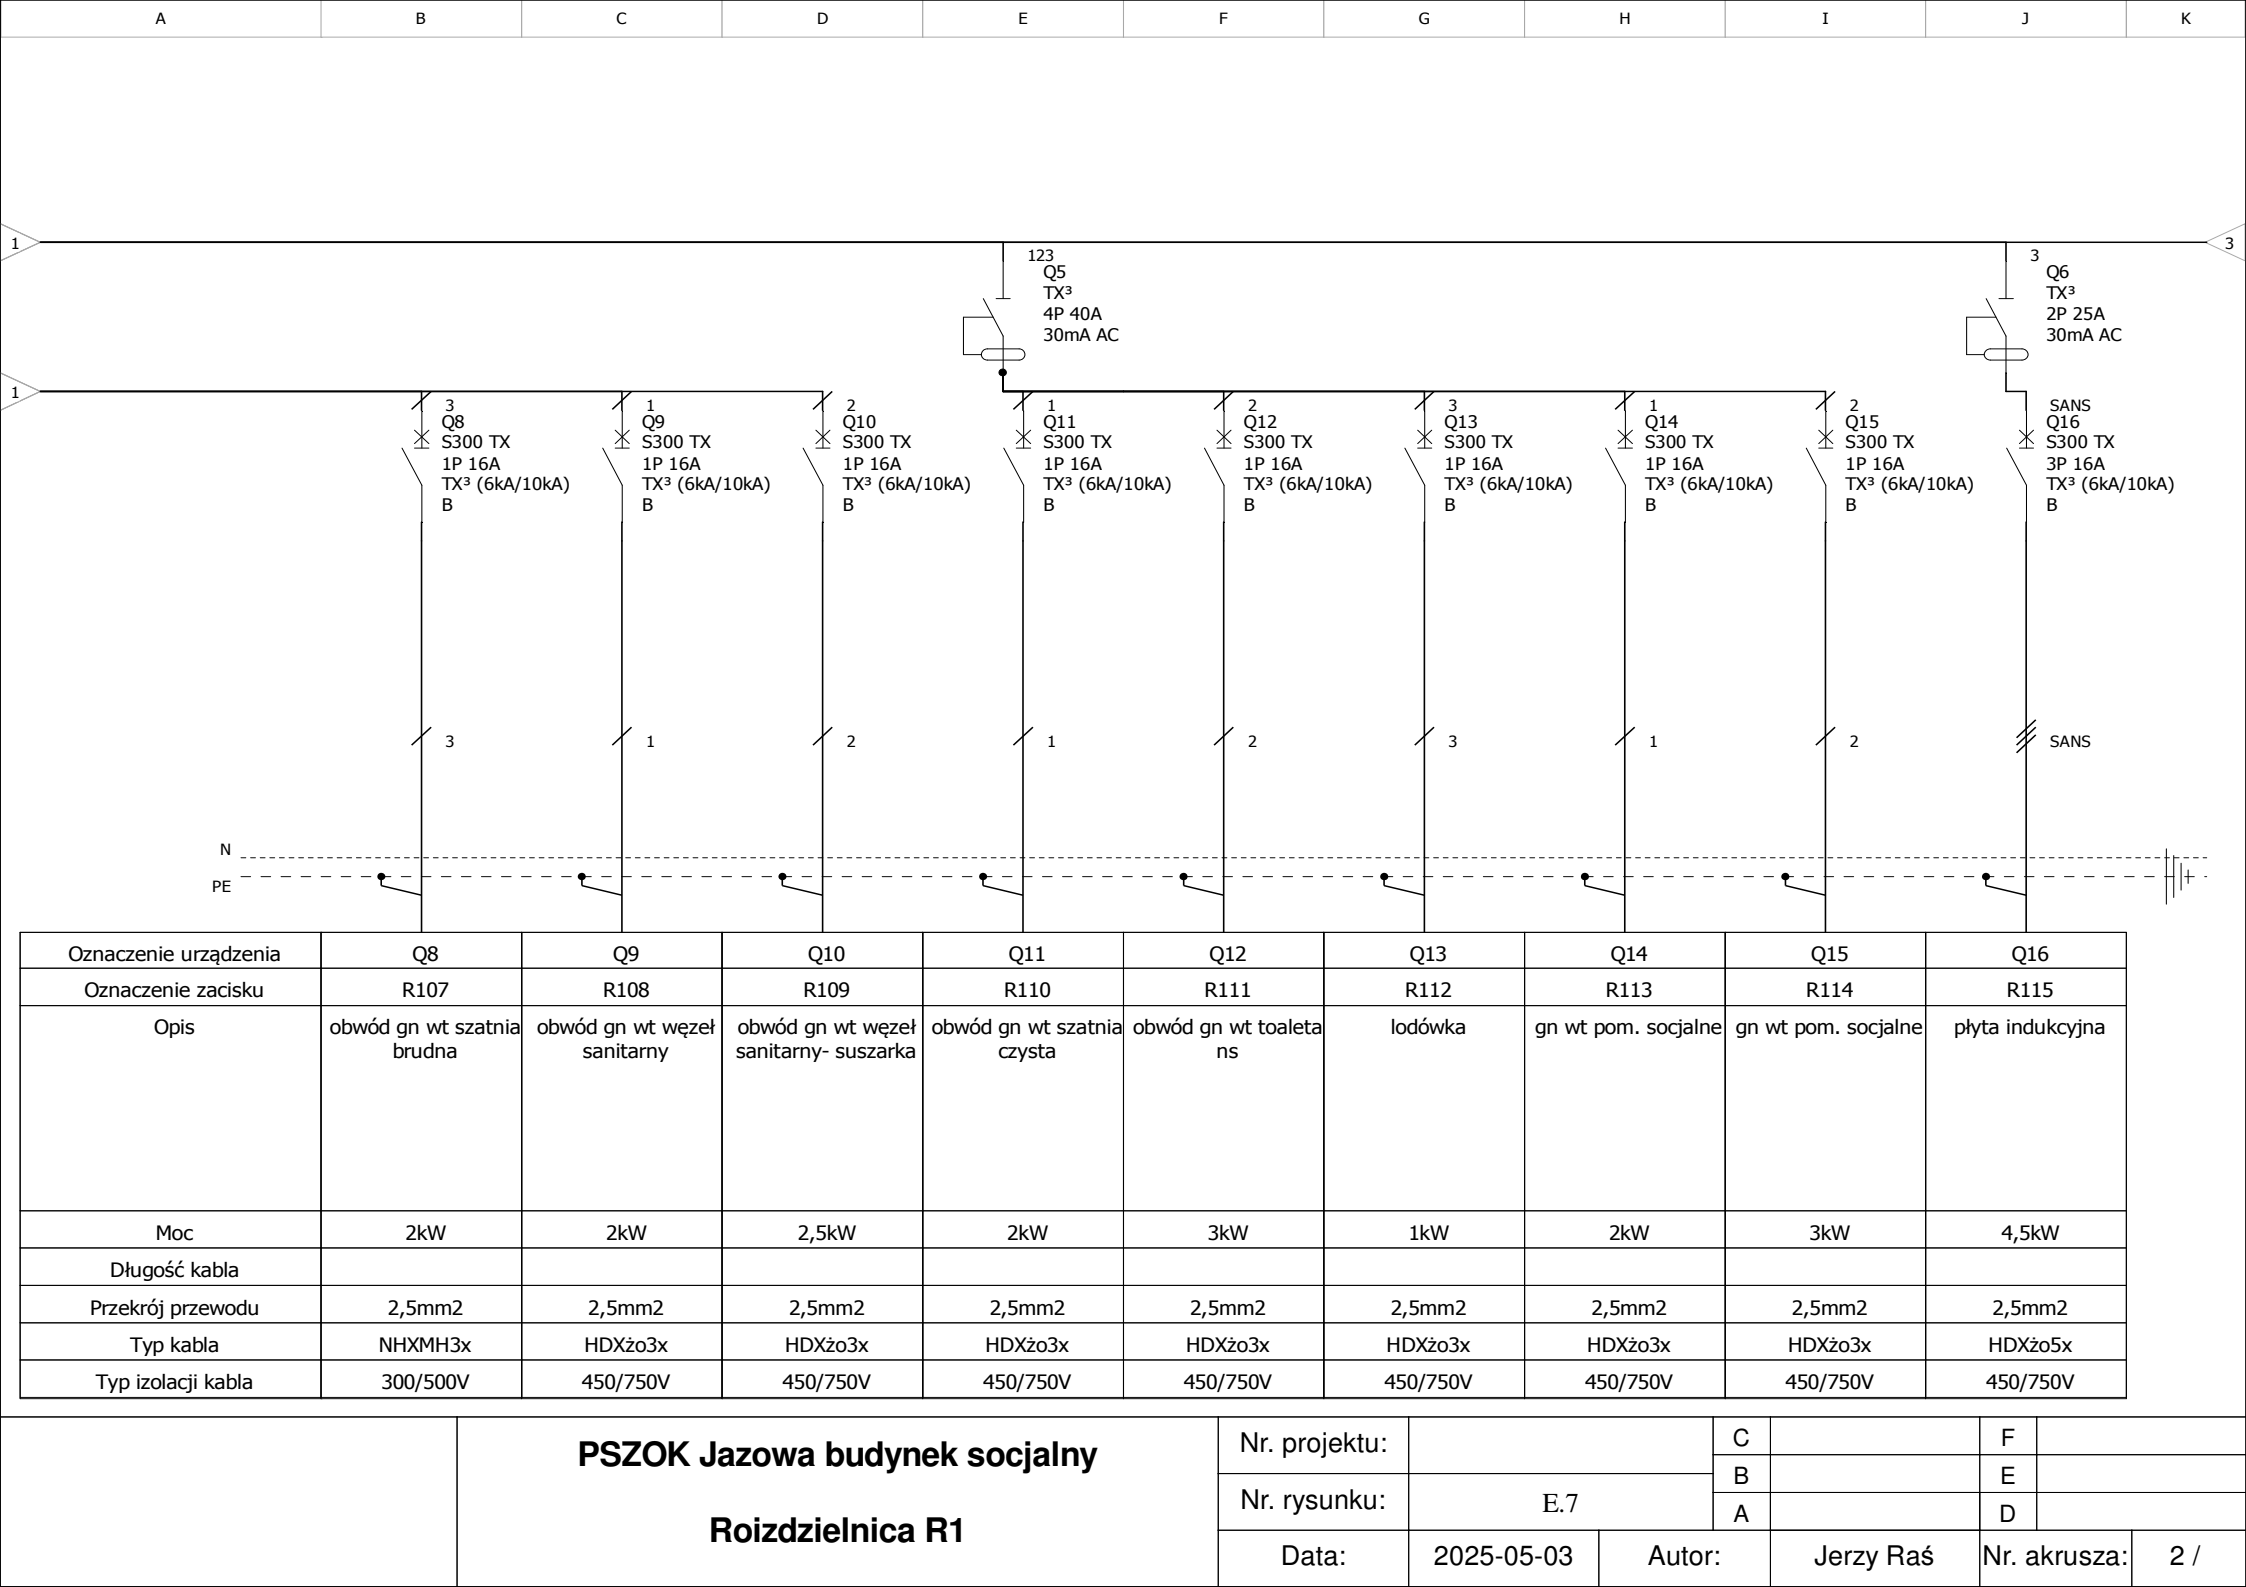 A B C D E F G H I J K
1 3
123 3
Q5 Q6
TX³ TX³
4P 40A 2P 25A
30mA AC 30mA AC
1
3 1 2 1 2 3 1 2 SANS
Q8 Q9 Q10 Q11 Q12 Q13 Q14 Q15 Q16
S300 TX S300 TX S300 TX S300 TX S300 TX S300 TX S300 TX S300 TX S300 TX
1P 16A 1P 16A 1P 16A 1P 16A 1P 16A 1P 16A 1P 16A 1P 16A 3P 16A
TX³ (6kA/10kA) TX³ (6kA/10kA) TX³ (6kA/10kA) TX³ (6kA/10kA) TX³ (6kA/10kA) TX³ (6kA/10kA) TX³ (6kA/10kA) TX³ (6kA/10kA) TX³ (6kA/10kA)
B B B B B B B B B
3 1 2 1 2 3 1 2 SANS
N
PE
Oznaczenie urządzenia Q8 Q9 Q10 Q11 Q12 Q13 Q14 Q15 Q16
Oznaczenie zacisku R107 R108 R109 R110 R111 R112 R113 R114 R115
Opis obwód gn wt szatnia obwód gn wt węzeł obwód gn wt węzeł obwód gn wt szatnia obwód gn wt toaleta lodówka gn wt pom. socjalne gn wt pom. socjalne płyta indukcyjna
brudna sanitarny sanitarny- suszarka czysta ns
Moc 2kW 2kW 2,5kW 2kW 3kW 1kW 2kW 3kW 4,5kW
Długość kabla
Przekrój przewodu 2,5mm2 2,5mm2 2,5mm2 2,5mm2 2,5mm2 2,5mm2 2,5mm2 2,5mm2 2,5mm2
Typ kabla NHXMH3x HDXżo3x HDXżo3x HDXżo3x HDXżo3x HDXżo3x HDXżo3x HDXżo3x HDXżo5x
Typ izolacji kabla 300/500V 450/750V 450/750V 450/750V 450/750V 450/750V 450/750V 450/750V 450/750V
PSZOK Jazowa budynek socjalny
Roizdzielnica R1
Nr. projektu: C F
B E
Nr. rysunku: E.7 A D
Data: 2025-05-03 Autor: Jerzy Raś Nr. akrusza: 2 /